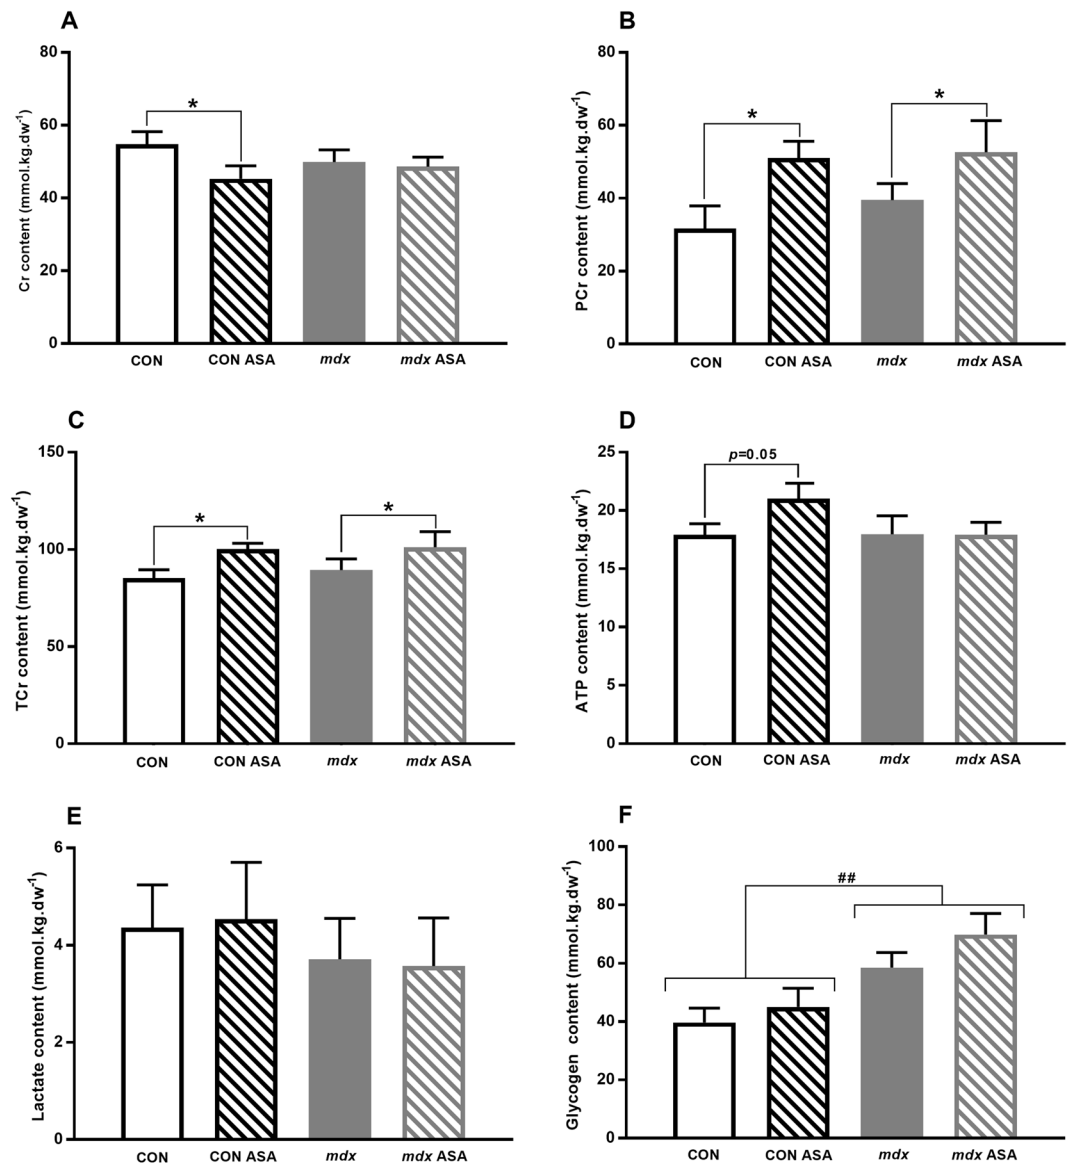 A
Cr content (mmol.kg.dw-1)
80
60
40
20
0
*
CON
CON ASA
mdx
mdx ASA
B
PCr content (mmol.kg.dw-1)
80
60
40
20
0
*
*
CON
CON ASA
mdx
mdx ASA
C
TCr content (mmol.kg.dw-1)
150
100
50
0
*
*
CON
CON ASA
mdx
mdx ASA
D
ATP content (mmol.kg.dw-1)
25
20
15
10
5
0
p=0.05
CON
CON ASA
mdx
mdx ASA
E
Lactate content (mmol.kg.dw-1)
6
4
2
0
CON
CON ASA
mdx
mdx ASA
F
Glycogen content (mmol.kg.dw-1)
100
80
60
40
20
0
##
CON
CON ASA
mdx
mdx ASA